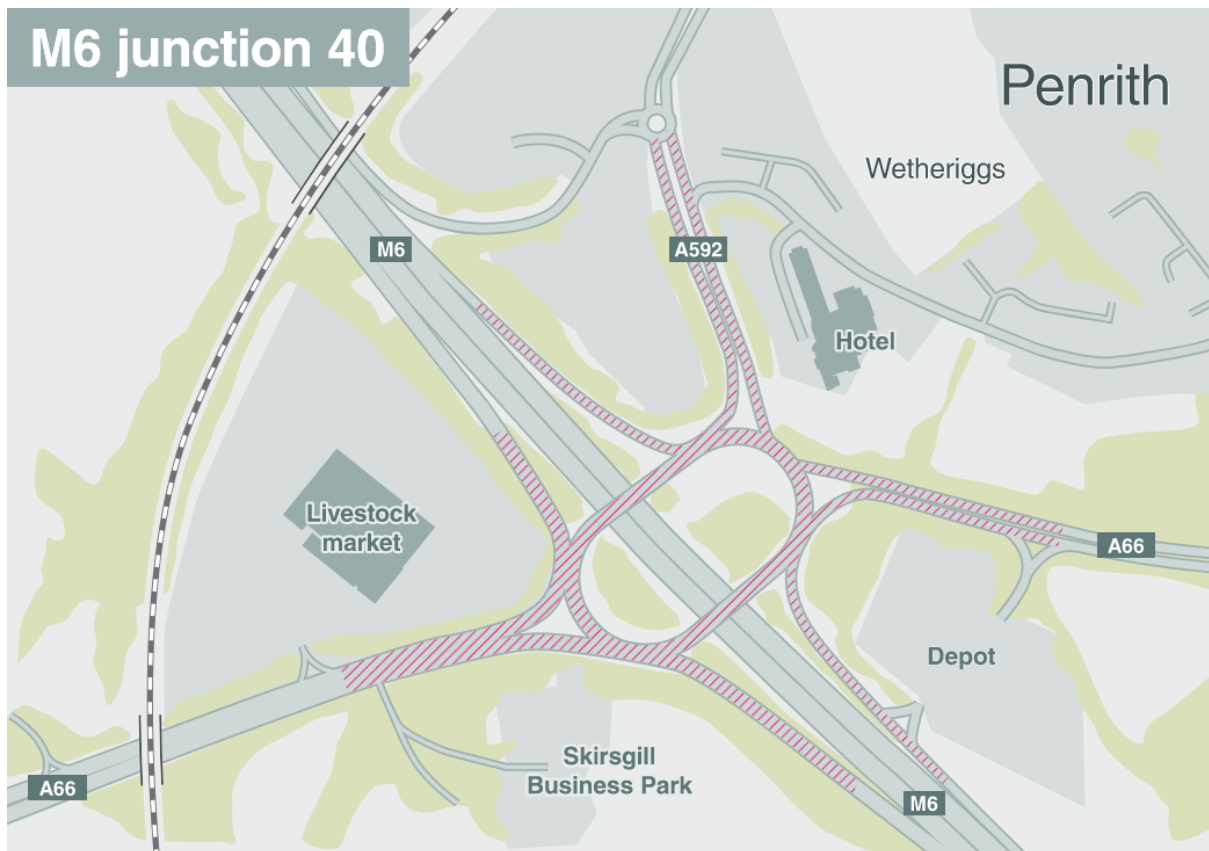 M6 junction 40
Penrith
Wetheriggs
M6
A592
Hotel
Livestock
market
A66
Depot
Skirsgill
Business Park
A66
M6